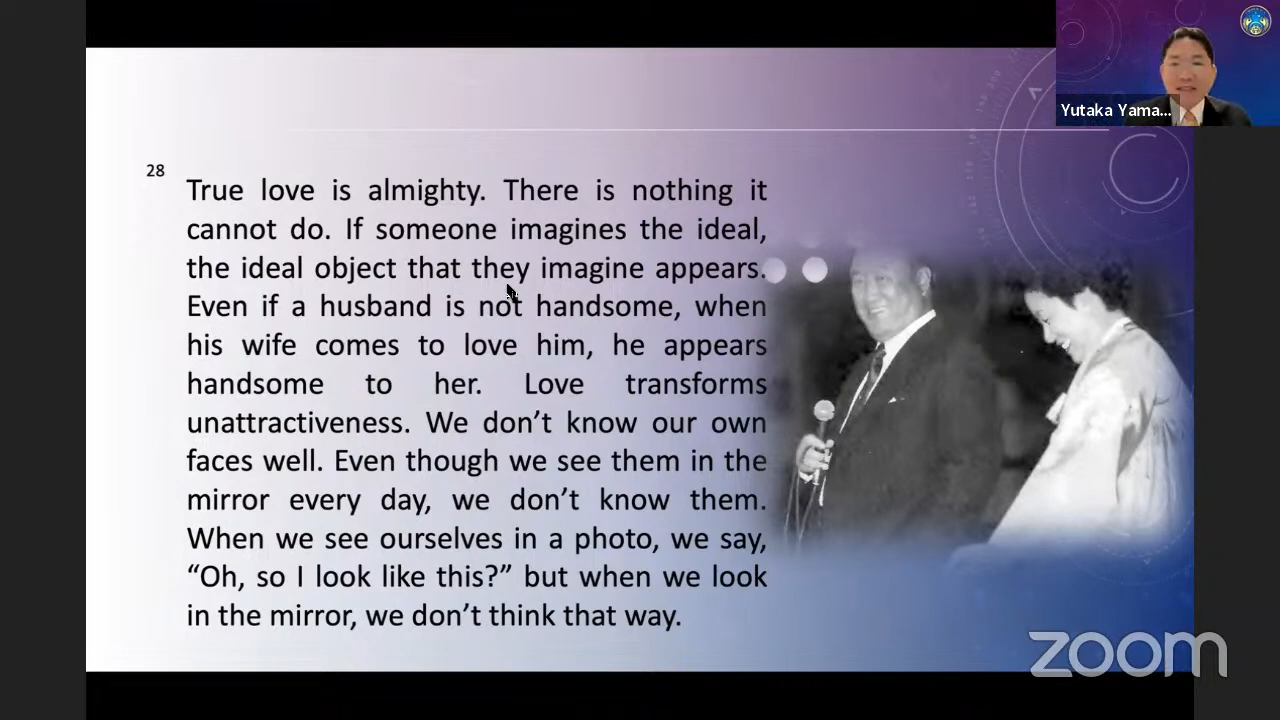 Yutaka Yama...
28
True love is almighty. There is nothing it
cannot do. If someone imagines the ideal,
the ideal object that they imagine appears.
Even if a husband is not handsome, when
his wife comes to love him, he appears
handsome to her. Love transforms
unattractiveness. We don’t know our own
faces well. Even though we see them in the
mirror every day, we don’t know them.
When we see ourselves in a photo, we say,
“Oh, so I look like this?” but when we look
in the mirror, we don’t think that way.
zoom